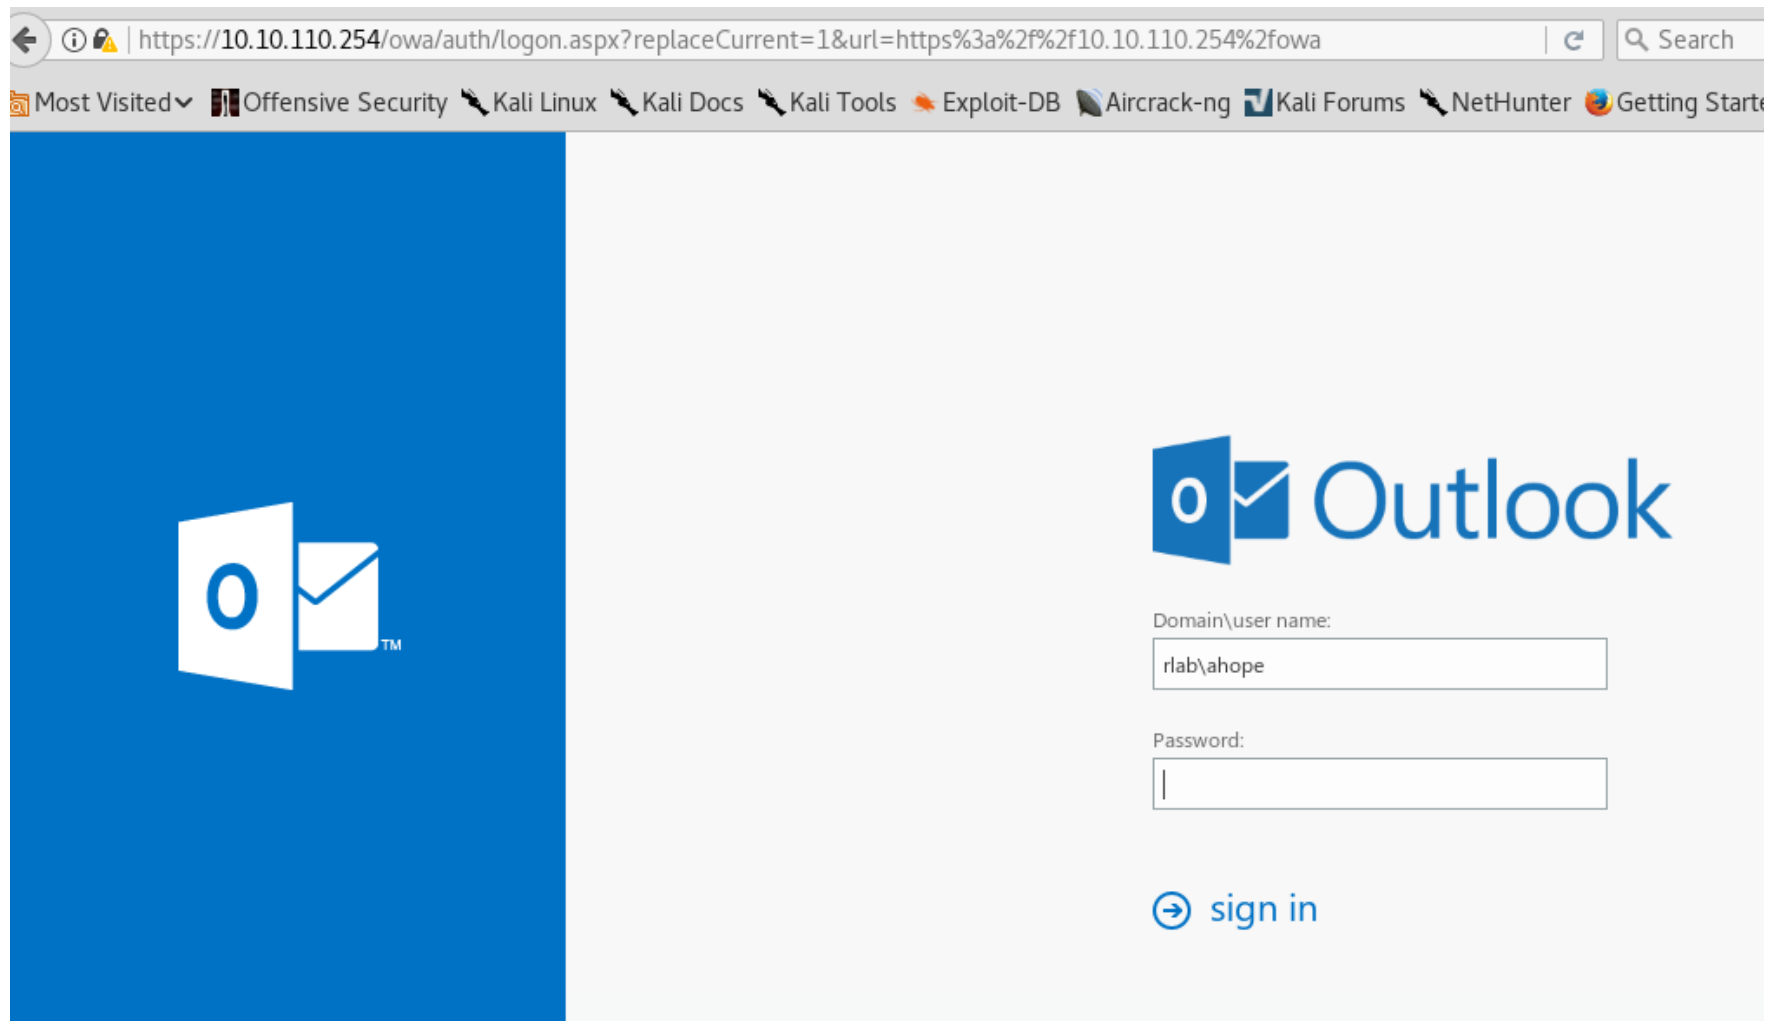 https://10.10.110.254/owa/auth/logon.aspx?replaceCurrent=1&url=https%3a%2f%2f10.10.110.254%2fowa Search
Most Visited Offensive Security Kali Linux Kali Docs Kali Tools Exploit-DB Aircrack-ng Kali Forums NetHunter Getting Starte
O Outlook
Domain\user name:
O TM
rlab\ahope
Password:
sign in